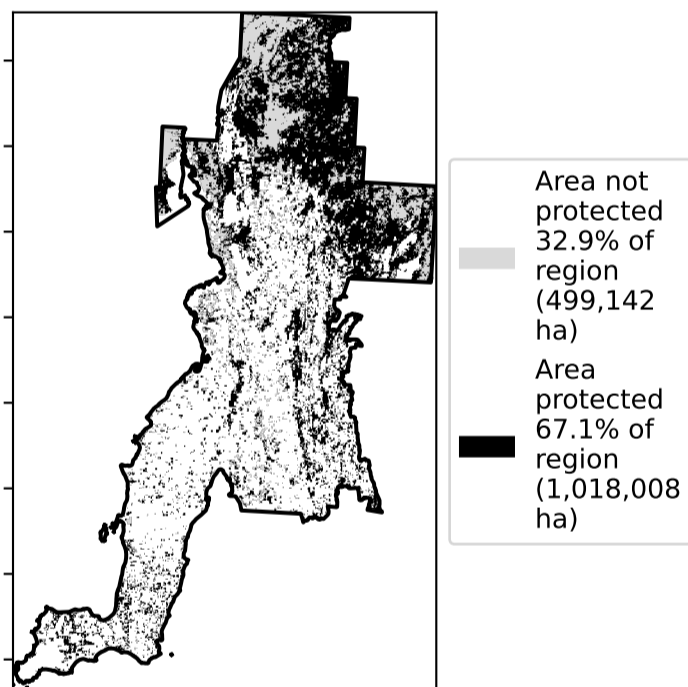 Area not
protected
32.9% of
region
(499,142
ha)
Area
protected
67.1% of
region
(1,018,008
ha)